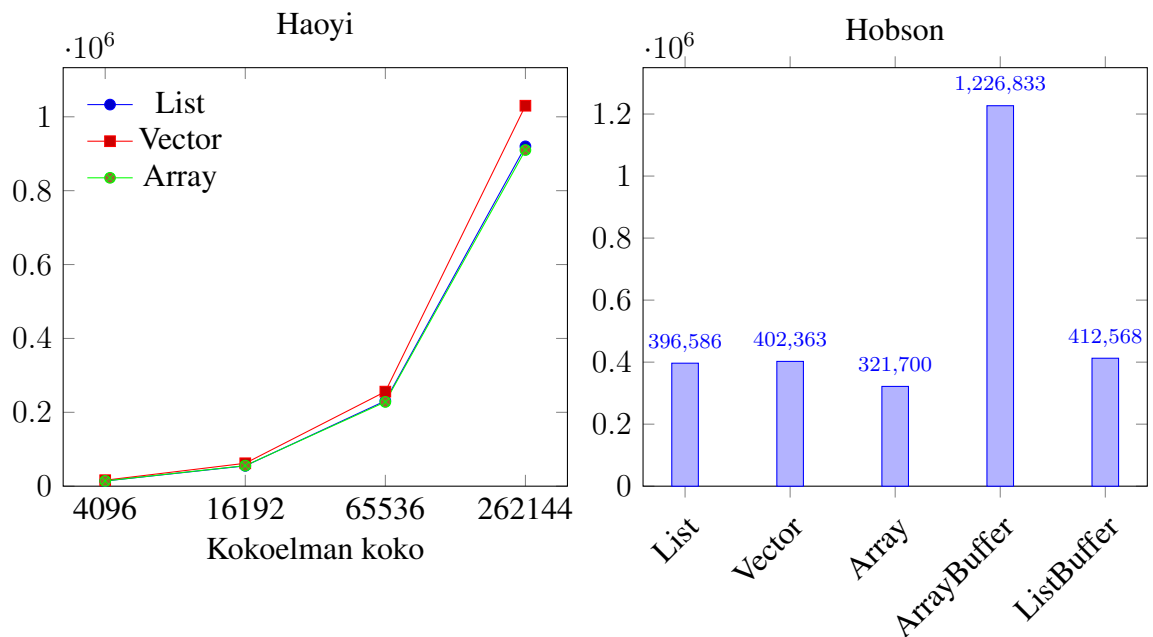 Haoyi
·10^6
List
Vector
Array
1
0.8
0.6
0.4
0.2
0
4096 16192 65536 262144
Kokoelman koko
Hobson
·10^6
1.2
1
0.8
0.6
0.4
0.2
0
396,586
402,363
321,700
1,226,833
412,568
List
Vector
Array
ArrayBuffer
ListBuffer